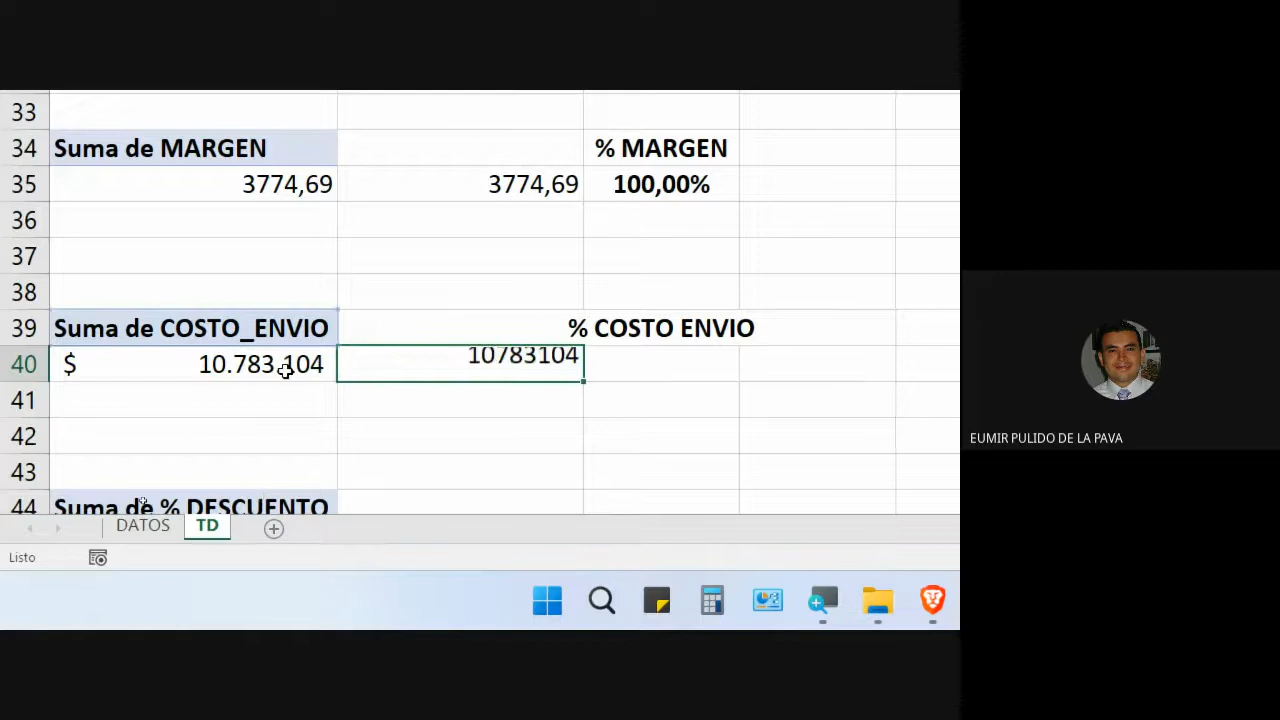 33
34 Suma de MARGEN % MARGEN
35 3774,69 3774,69 100,00%
36
37
38
39 Suma de COSTO_ENVIO % COSTO ENVIO
40 $ 10.783.104 10783104
41
42
43
44 Suma de % DESCUENTO
DATOS TD
Listo
EUMIR PULIDO DE LA PAVA